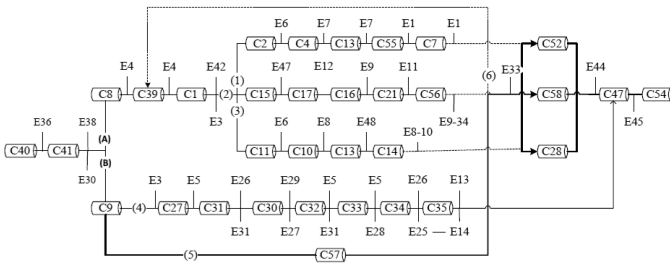 E6 E7 E7 E1 E1
C2 C4 C13 C55 C7 C52
E4 E4 E42 (1) E47 E12 E9 E11 (6) E33 E44
C8 C39 C1 (2) C15 C17 C16 C21 C56 C58 C47 C54
E3 (3) E9-34 E45
E36 E38 (A) E6 E8 E48 E8-10
C40 C41 C11 C10 C13 C14 C28
E30 (B)
E3 E5 E26 E29 E5 E5 E26 E13
C9 (4) C27 C31 C30 C32 C33 C34 C35
E31 E27 E31 E28 E25 — E14
(5) C57